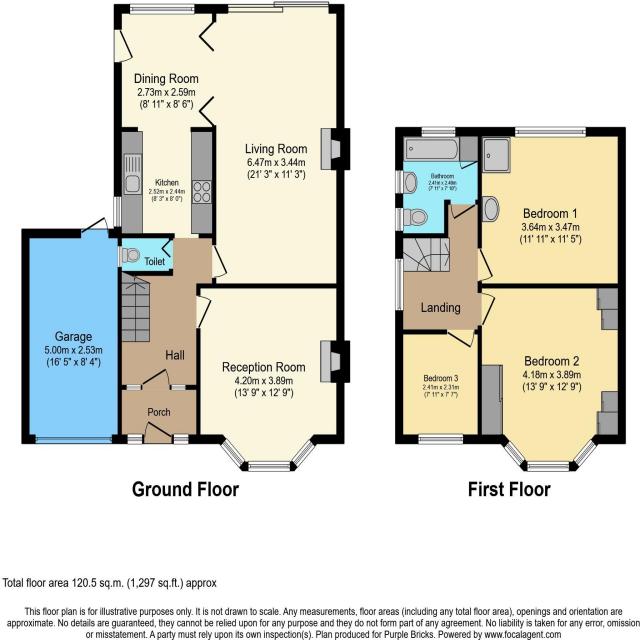 Dining Room
2.73m x 2.59m
(8' 11" x 8' 6")
Living Room
6.47m x 3.44m
(21' 3" x 11' 3")
Kitchen
2.52m x 2.44m
(8' 3" x 8' 0")
Toilet
Garage
5.00m x 2.53m
(16' 5" x 8' 4")
Hall
Reception Room
4.20m x 3.89m
(13' 9" x 12' 9")
Porch
Ground Floor
Bathroom
2.41m x 2.40m
(7' 11" x 7' 10")
Bedroom 1
3.64m x 3.47m
(11' 11" x 11' 5")
Landing
Bedroom 2
4.18m x 3.89m
(13' 9" x 12' 9")
Bedroom 3
2.41m x 2.31m
(7' 11" x 7' 7")
First Floor
Total floor area 120.5 sq.m. (1,297 sq.ft.) approx
This floor plan is for illustrative purposes only. It is not drawn to scale. Any measurements, floor areas (including any total floor area), openings and orientation are
approximate. No details are guaranteed, they cannot be relied upon for any purpose and they do not form part of any agreement. No liability is taken for any error, omission
or misstatement. A party must rely upon its own inspection(s). Plan produced for Purple Bricks. Powered by www.focalagent.com